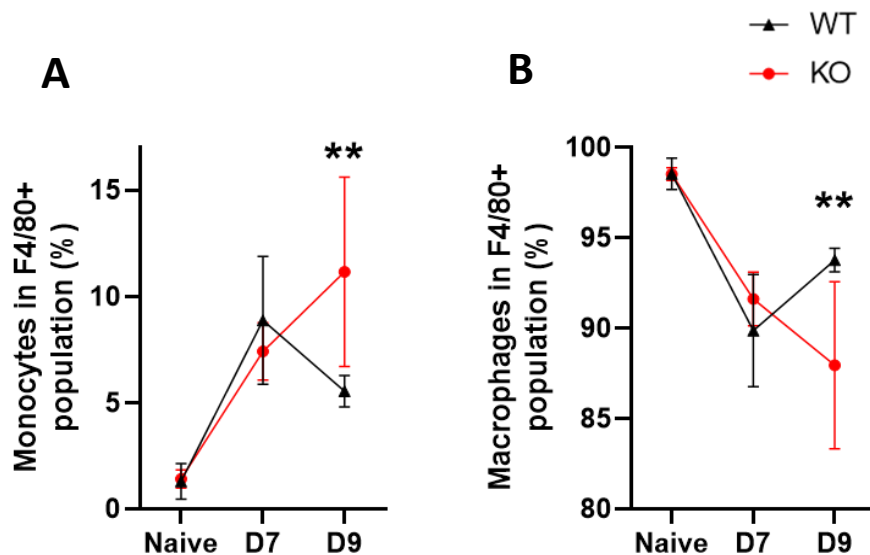 WT
KO
A
B
Monocytes in F4/80+
population (%)
15
10
5
0
**
Naive D7 D9
Macrophages in F4/80+
population (%)
100
95
90
85
80
**
Naive D7 D9